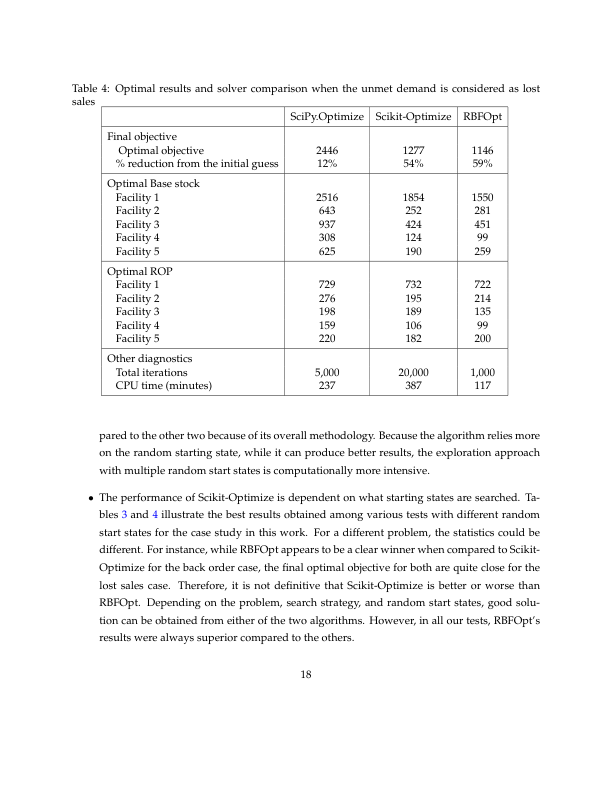 Table 4: Optimal results and solver comparison when the unmet demand is considered as lost
sales
SciPy.Optimize Scikit-Optimize RBFOpt
Final objective
Optimal objective 2446 1277 1146
% reduction from the initial guess 12% 54% 59%
Optimal Base stock
Facility 1 2516 1854 1550
Facility 2 643 252 281
Facility 3 937 424 451
Facility 4 308 124 99
Facility 5 625 190 259
Optimal ROP
Facility 1 729 732 722
Facility 2 276 195 214
Facility 3 198 189 135
Facility 4 159 106 99
Facility 5 220 182 200
Other diagnostics
Total iterations 5,000 20,000 1,000
CPU time (minutes) 237 387 117
pared to the other two because of its overall methodology. Because the algorithm relies more
on the random starting state, while it can produce better results, the exploration approach
with multiple random start states is computationally more intensive.
• The performance of Scikit-Optimize is dependent on what starting states are searched. Ta-
bles 3 and 4 illustrate the best results obtained among various tests with different random
start states for the case study in this work. For a different problem, the statistics could be
different. For instance, while RBFOpt appears to be a clear winner when compared to Scikit-
Optimize for the back order case, the final optimal objective for both are quite close for the
lost sales case. Therefore, it is not definitive that Scikit-Optimize is better or worse than
RBFOpt. Depending on the problem, search strategy, and random start states, good solu-
tion can be obtained from either of the two algorithms. However, in all our tests, RBFOpt's
results were always superior compared to the others.
18